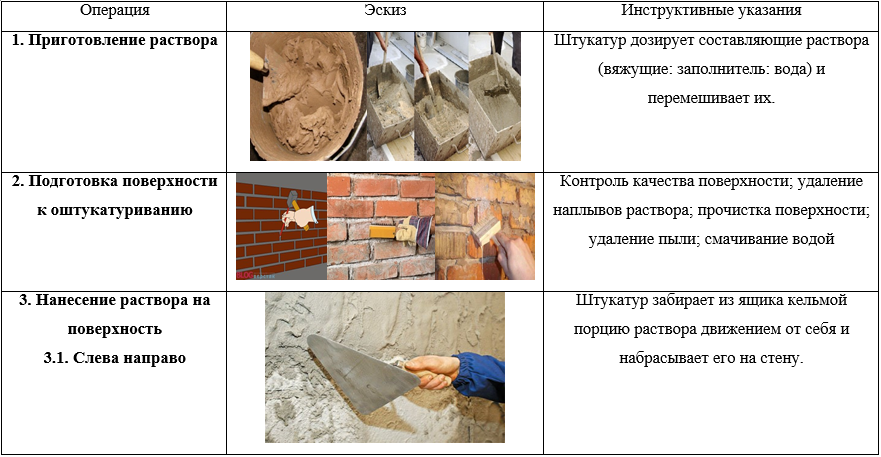 Операция
Эскиз
Инструктивные указания
1. Приготовление раствора
Штукатур дозирует составляющие раствора
(вяжущие: заполнитель: вода) и
перемешивает их.
2. Подготовка поверхности
к оштукатуриванию
BLOG
Контроль качества поверхности; удаление
наплывов раствора; прочистка поверхности;
удаление пыли; смачивание водой
3. Нанесение раствора на
поверхность
3.1. Слева направо
Штукатур забирает из ящика кельмой
порцию раствора движением от себя и
набрасывает его на стену.